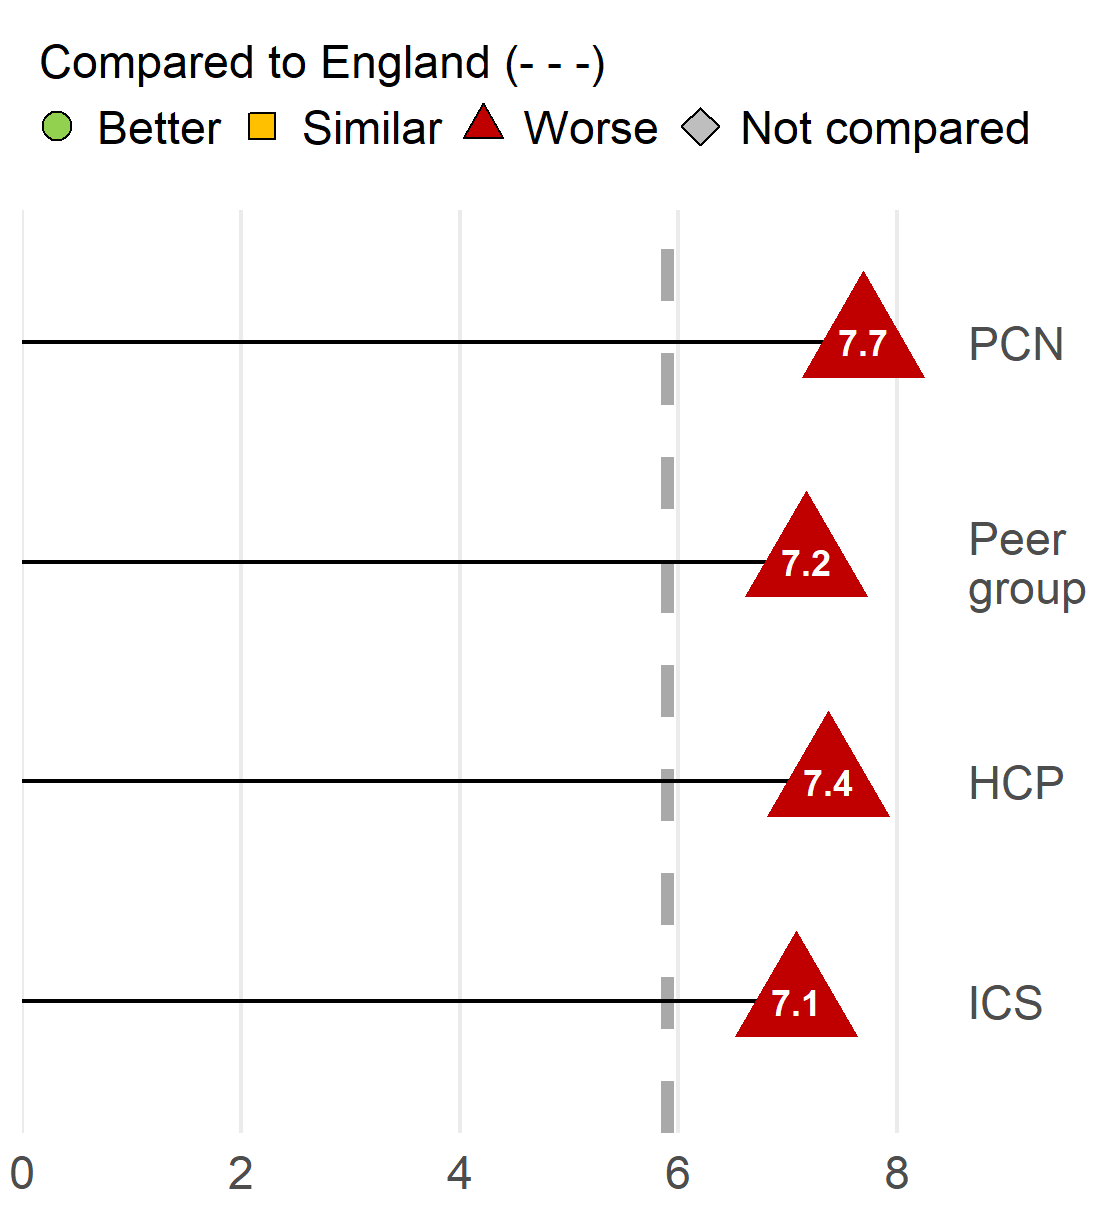 Compared to England (- - -)
Better Similar Worse Not compared
7.7 PCN
7.2 Peer
group
7.4 HCP
7.1 ICS
0 2 4 6 8